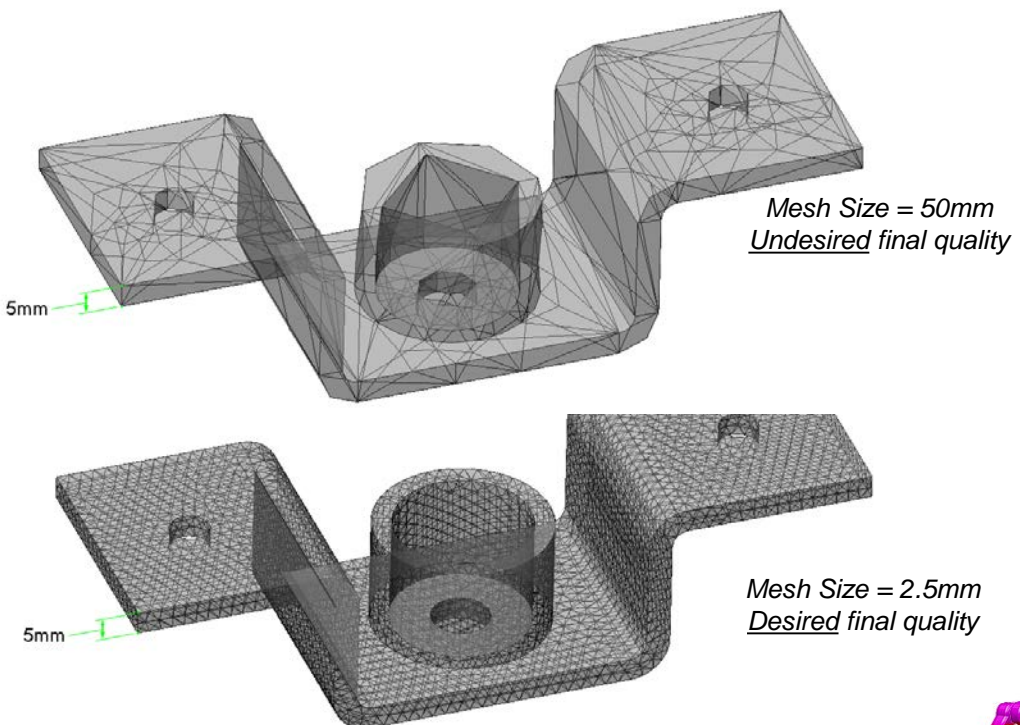 Mesh Size = 50mm
Undesired final quality
5mm
Mesh Size = 2.5mm
Desired final quality
5mm